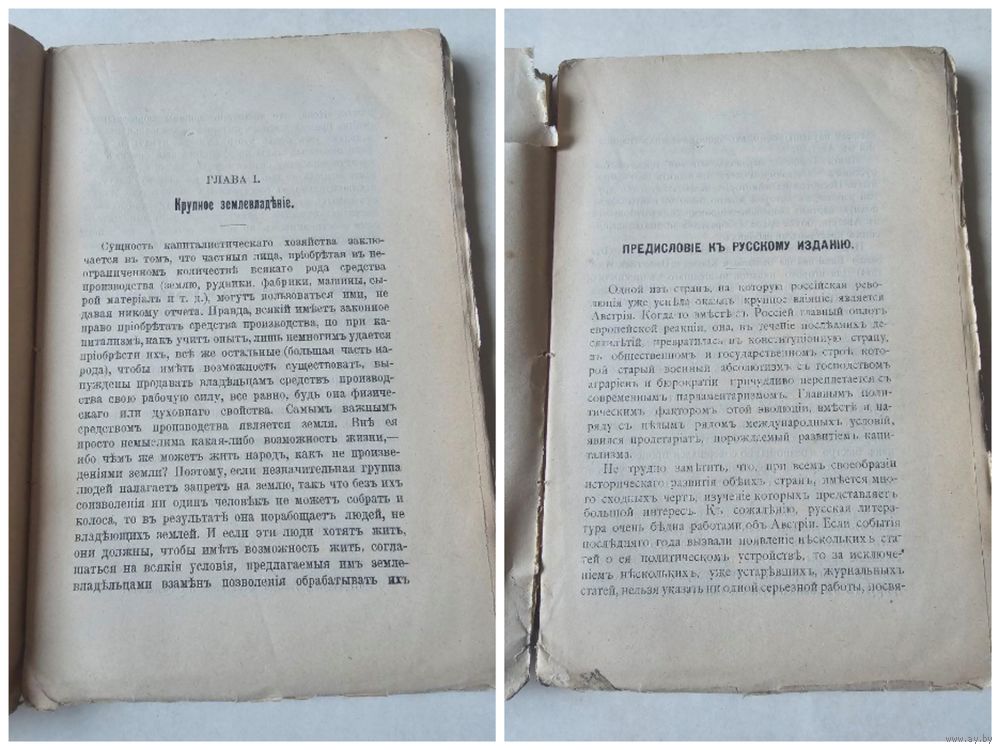 ГЛАВА I.
Крупное землевладѣніе.
Сущность капиталистическаго хозяйства заклю-
чается въ томъ, что частныя лица, пріобрѣтая въ не-
ограниченномъ количествѣ всякаго рода средства
производства (землю, рудники, фабрики, машины, сы-
рой матеріалъ и т. д.), могутъ пользоваться ими, не
давая никому отчета. Правда, всякій имѣетъ законное
право пріобрѣтать средства производства, но при ка-
питализмѣ, какъ учитъ опытъ, лишь немногимъ удается
пріобрѣсти ихъ, всѣ же остальные (большая часть на-
рода), чтобы имѣть возможность существовать, вы-
нуждены продавать владѣльцамъ средствъ производ-
ства свою рабочую силу, все равно, будь она физиче-
скаго или духовнаго свойства. Самымъ важнымъ
средствомъ производства является земля. Внѣ ея
просто немыслима какая-либо возможность жизни,—
ибо чѣмъ же можетъ жить народъ, какъ не произве-
деніями земли? Поэтому, если незначительная группа
людей налагаетъ запретъ на землю, такъ что безъ ихъ
соизволенія ни одинъ человѣкъ не можетъ собрать и
колоса, то въ результатѣ она порабощаетъ людей, не
владѣющихъ землей. И если эти люди хотятъ жить,
они должны, чтобы имѣть возможность жить, согла-
шаться на всякія условія, предлагаемыя имъ земле-
владѣльцами взамѣнъ позволенія обрабатывать ихъ
ПРЕДИСЛОВІЕ КЪ РУССКОМУ ИЗДАНІЮ.
Одной изъ странъ, на которую россійская рево-
люція уже успѣла оказать крупное вліяніе, является
Австрія. Когда-то вмѣстѣ съ Россіей главный оплотъ
европейской реакціи, она, въ теченіе послѣднихъ де-
сятилѣтій, превратилась въ конституціонную страну,
въ общественномъ и государственномъ строѣ кото-
рой старый военный абсолютизмъ съ господствомъ
аграріевъ и бюрократіи причудливо переплетается съ
современнымъ парламентаризмомъ. Главнымъ поли-
тическимъ факторомъ этой эволюціи, вмѣстѣ и на-
ряду съ цѣлымъ рядомъ международныхъ условій,
явился пролетаріатъ, порождаемый развитіемъ капи-
тализма.
Не трудно замѣтить, что, при всемъ своеобразіи
историческаго развитія обѣихъ странъ, имѣется мно-
го сходныхъ чертъ, изученіе которыхъ представляетъ
большой интересъ. Къ сожалѣнію, русская литера-
тура очень бѣдна работами объ Австріи. Если событія
послѣдняго года вызвали появленіе нѣсколькихъ ста-
тей о ея политическомъ устройствѣ, то за исключе-
ніемъ нѣсколькихъ, уже устарѣвшихъ, журнальныхъ
статей, нельзя указать ни одной серьезной работы, посвя-
www.ay.by